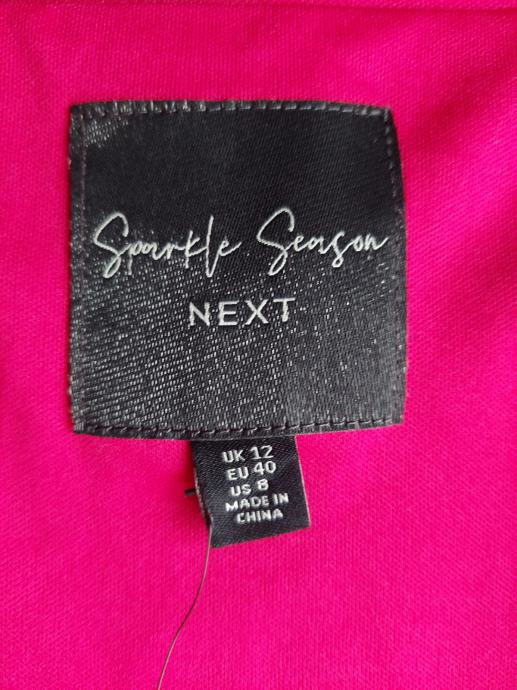 Sparkle Season
NEXT
UK 12
EU 40
US 8
MADE IN
CHINA